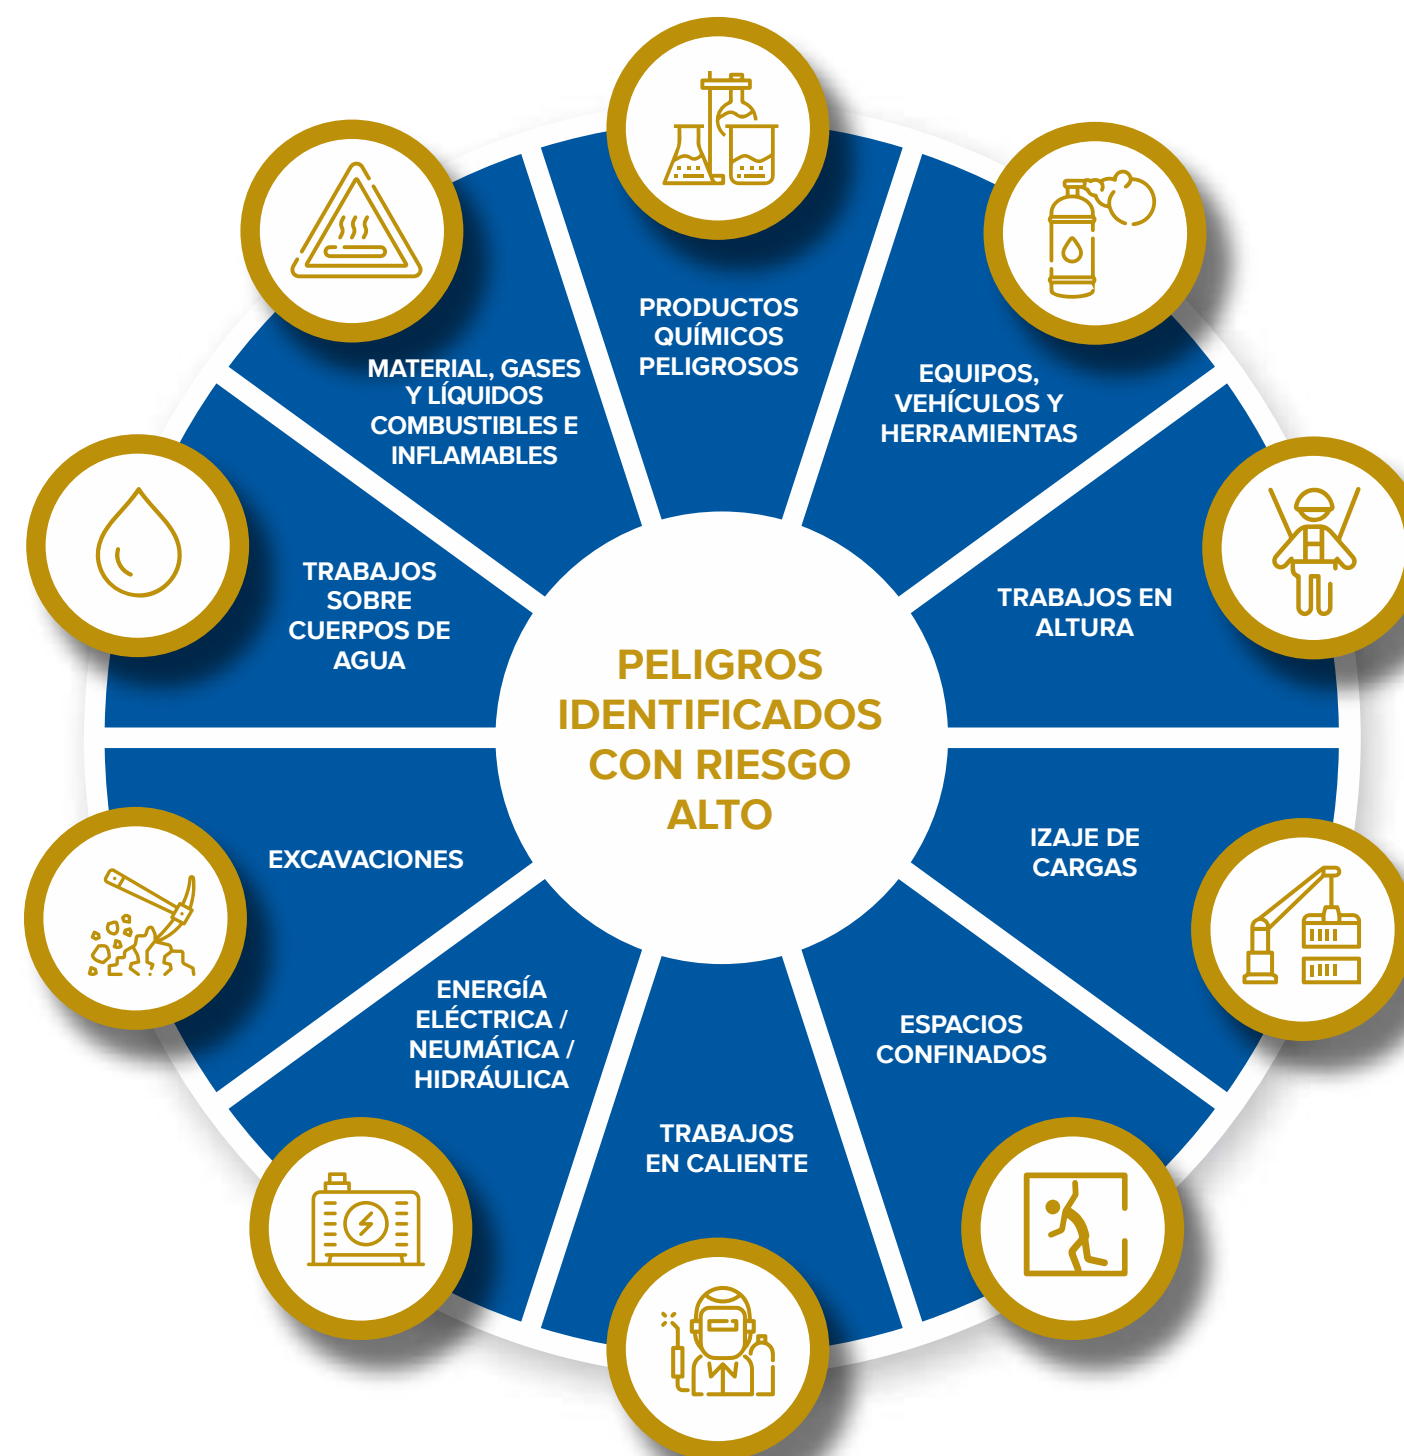 PRODUCTOS
QUÍMICOS
PELIGROSOS
EQUIPOS,
VEHÍCULOS Y
HERRAMIENTAS
TRABAJOS EN
ALTURA
IZAJE DE
CARGAS
ESPACIOS
CONFINADOS
TRABAJOS
EN CALIENTE
ENERGÍA
ELÉCTRICA /
NEUMÁTICA /
HIDRÁULICA
EXCAVACIONES
TRABAJOS
SOBRE
CUERPOS DE
AGUA
MATERIAL, GASES
Y LÍQUIDOS
COMBUSTIBLES E
INFLAMABLES
PELIGROS
IDENTIFICADOS
CON RIESGO
ALTO